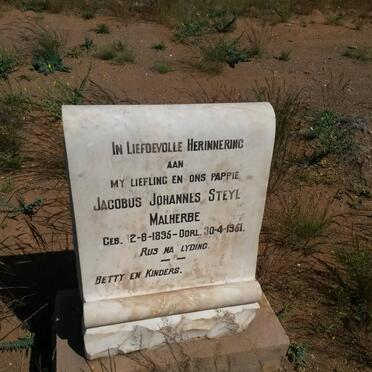 IN LIEFDEVOLLE HERINNERING
AAN
MY LIEFLING EN ONS PAPPIE
JACOBUS JOHANNES STEYL
MALHERBE
GEB. 12-8-1895 - OORL. 30-4-1961.
RUS NA LYDING.
BETTY EN KINDERS.